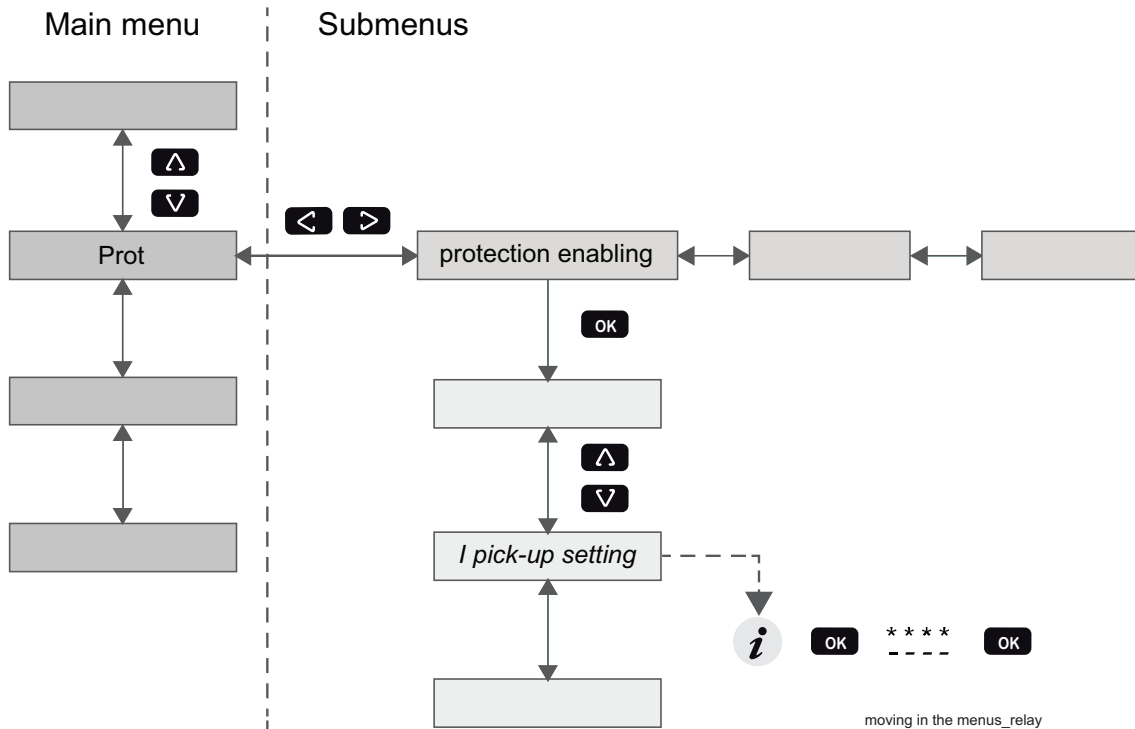 Main menu
Submenus
Prot
protection enabling
OK
I pick-up setting
i OK **** OK
moving in the menus_relay